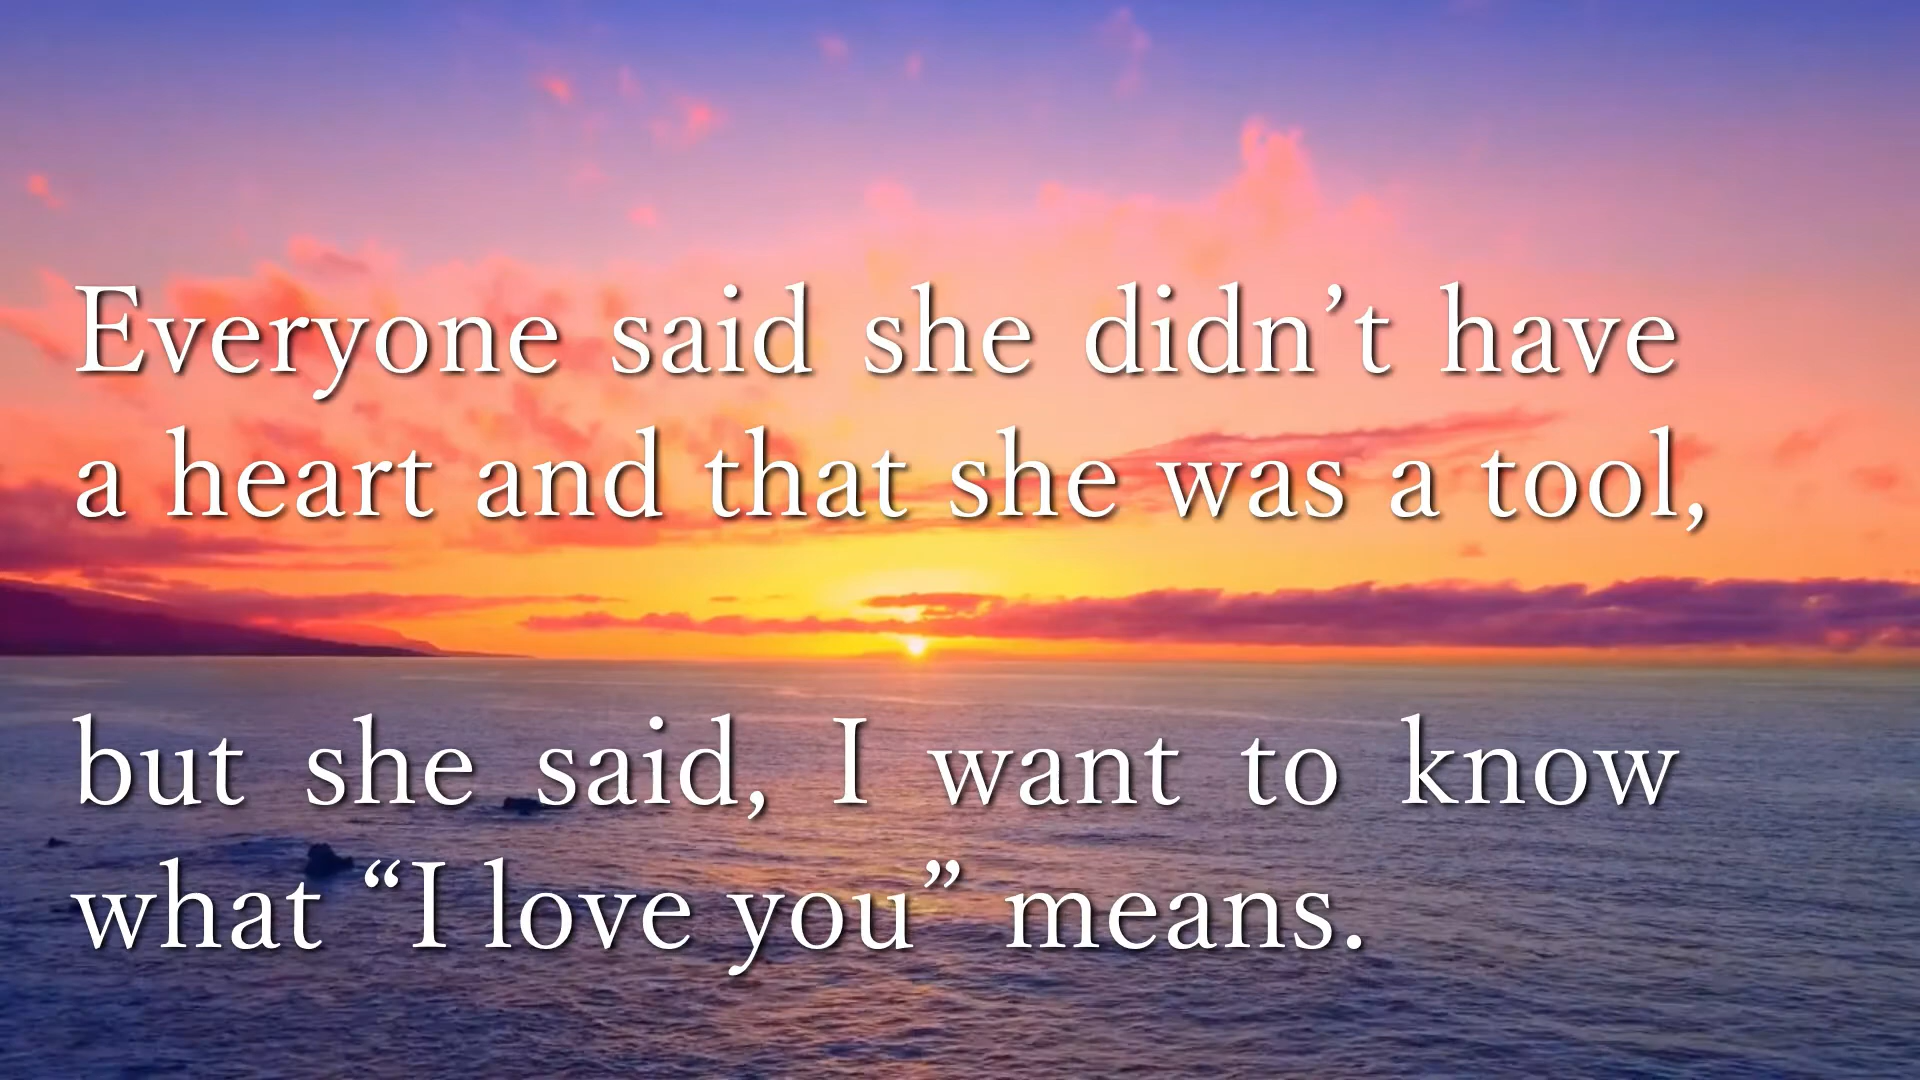 Everyone said she didn’t have
a heart and that she was a tool,
but she said, I want to know
what “I love you” means.